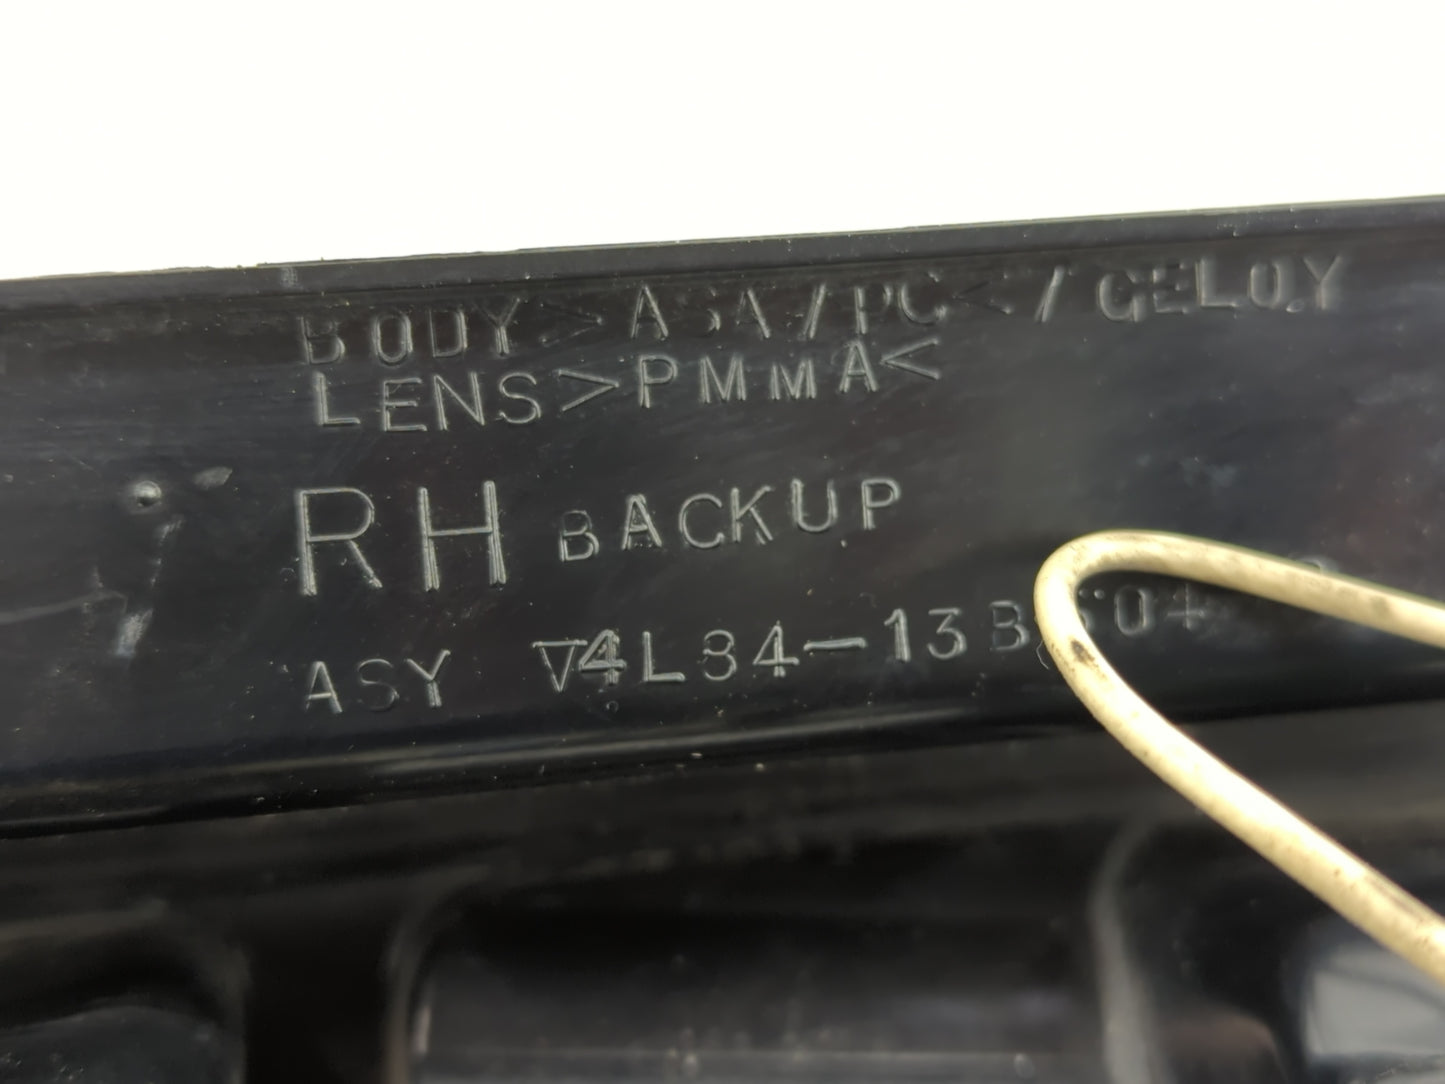 BODY>ASA/PC</GELOY
LENS>PMMA<
RH BACKUP
ASY